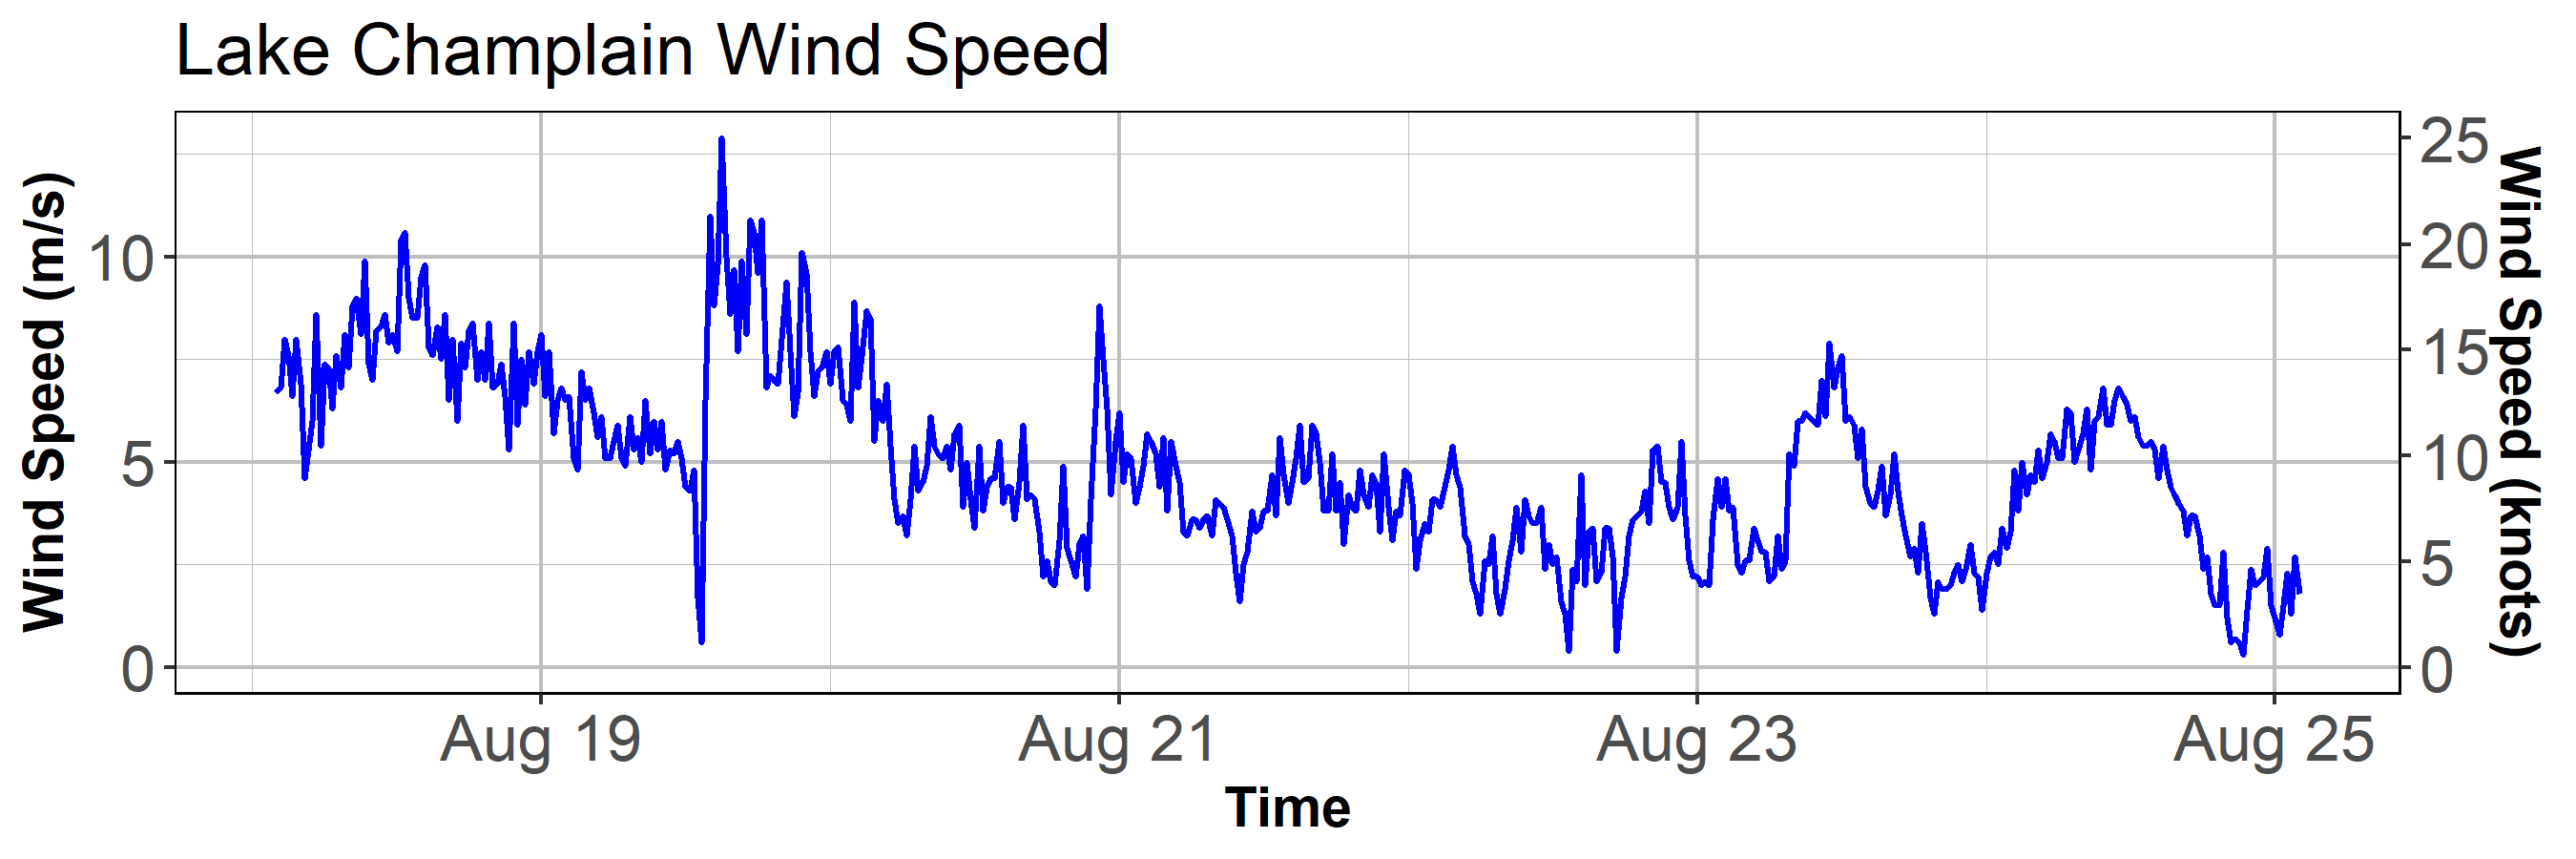 Lake Champlain Wind Speed
Wind Speed (m/s)
10
5
0
25
20
15
10
5
0
Wind Speed (knots)
Aug 19 Aug 21 Aug 23 Aug 25
Time